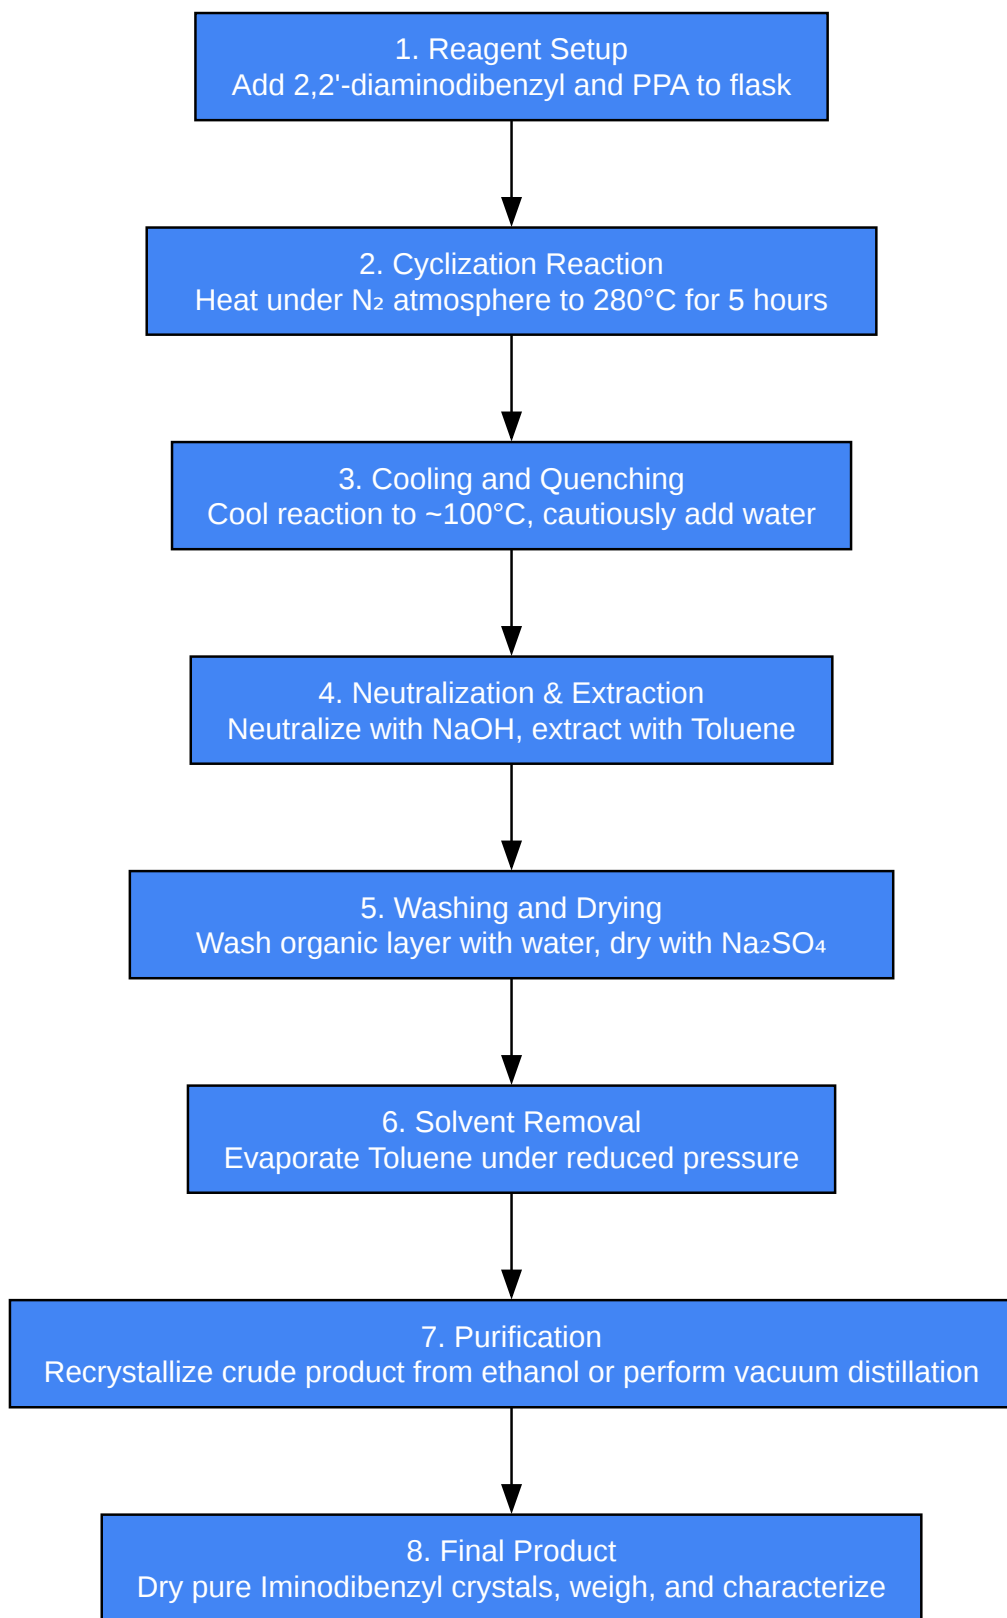 1. Reagent Setup
Add 2,2'-diaminodibenzyl and PPA to flask
2. Cyclization Reaction
Heat under N₂ atmosphere to 280°C for 5 hours
3. Cooling and Quenching
Cool reaction to ~100°C, cautiously add water
4. Neutralization & Extraction
Neutralize with NaOH, extract with Toluene
5. Washing and Drying
Wash organic layer with water, dry with Na₂SO₄
6. Solvent Removal
Evaporate Toluene under reduced pressure
7. Purification
Recrystallize crude product from ethanol or perform vacuum distillation
8. Final Product
Dry pure Iminodibenzyl crystals, weigh, and characterize